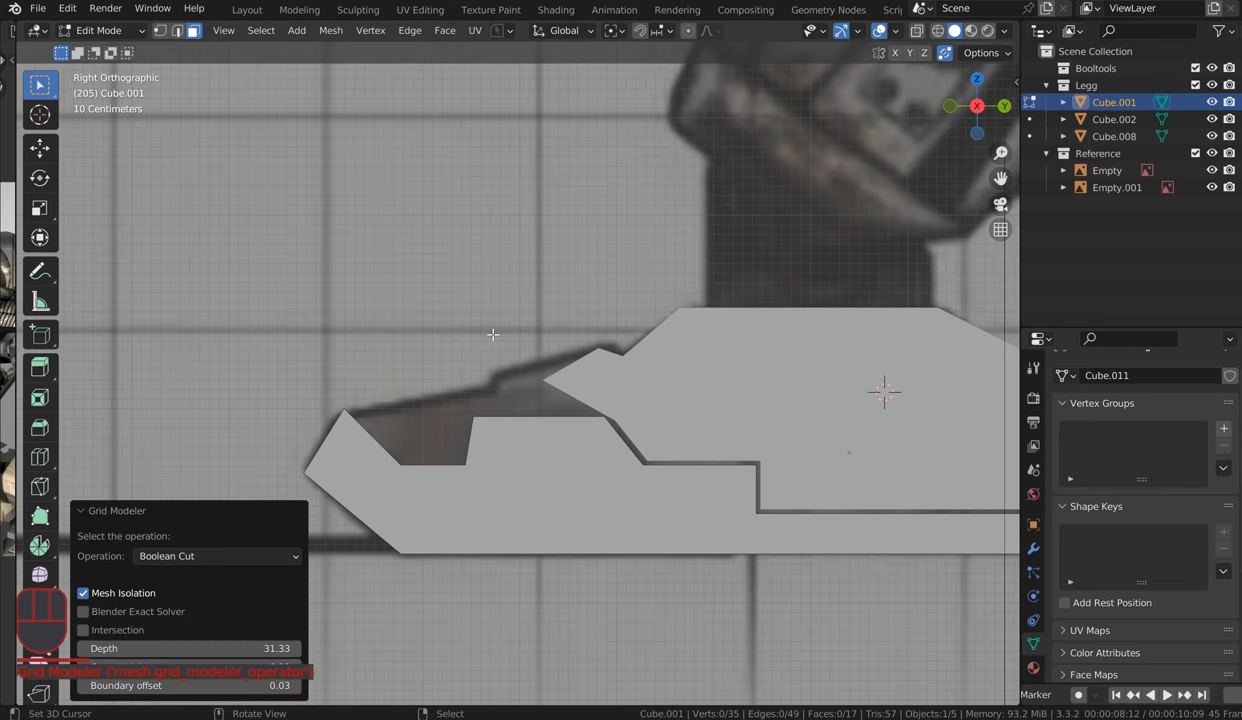 File Edit Render Window Help Layout Modeling Sculpting UV Editing Texture Paint Shading Animation Rendering Compositing Geometry Nodes Scrip Scene ViewLayer
Edit Mode View Select Add Mesh Vertex Edge Face UV Global
X Y Z Options
Right Orthographic
(205) Cube.001
10 Centimeters
Z
X
Y
Scene Collection
Booltools
Legg
Cube.001
Cube.002
Cube.008
Reference
Empty
Empty.001
Cube.011
Vertex Groups
Shape Keys
Add Rest Position
UV Maps
Color Attributes
Face Maps
Grid Modeler
Select the operation:
Operation: Boolean Cut
Mesh Isolation
Blender Exact Solver
Intersection
Depth 31.33
Grid Modeler ('mesh.grid_modeler_operator')
Boundary offset 0.03
Marker
Set 3D Cursor Rotate View Select Cube.001 | Verts:0/35 | Edges:0/49 | Faces:0/17 | Tris:57 | Objects:1/5 | Memory: 93.2 MiB | 3.3.2 00:00:08:12 / 00:00:10:09 45 Fram